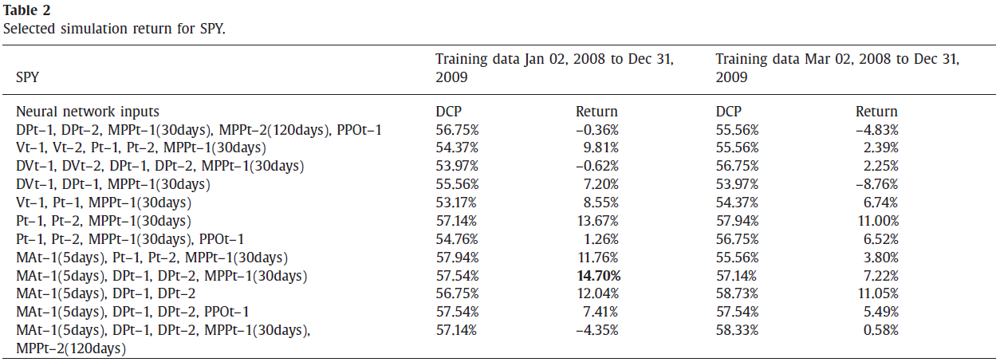 Table 2
Selected simulation return for SPY.
Training data Jan 02, 2008 to Dec 31, Training data Mar 02, 2008 to Dec 31,
SPY 2009 2009
Neural network inputs DCP Return DCP Return
DPt–1, DPt–2, MPPt–1(30days), MPPt–2(120days), PPOt–1 56.75% –0.36% 55.56% –4.83%
Vt–1, Vt–2, Pt–1, Pt–2, MPPt–1(30days) 54.37% 9.81% 55.56% 2.39%
DVt–1, DVt–2, DPt–1, DPt–2, MPPt–1(30days) 53.97% –0.62% 56.75% 2.25%
DVt–1, DPt–1, MPPt–1(30days) 55.56% 7.20% 53.97% –8.76%
Vt–1, Pt–1, MPPt–1(30days) 53.17% 8.55% 54.37% 6.74%
Pt–1, Pt–2, MPPt–1(30days) 57.14% 13.67% 57.94% 11.00%
Pt–1, Pt–2, MPPt–1(30days), PPOt–1 54.76% 1.26% 56.75% 6.52%
MAt–1(5days), Pt–1, Pt–2, MPPt–1(30days) 57.94% 11.76% 55.56% 3.80%
MAt–1(5days), DPt–1, DPt–2, MPPt–1(30days) 57.54% 14.70% 57.14% 7.22%
MAt–1(5days), DPt–1, DPt–2 56.75% 12.04% 58.73% 11.05%
MAt–1(5days), DPt–1, DPt–2, PPOt–1 57.54% 7.41% 57.54% 5.49%
MAt–1(5days), DPt–1, DPt–2, MPPt–1(30days), 57.14% –4.35% 58.33% 0.58%
MPPt–2(120days)